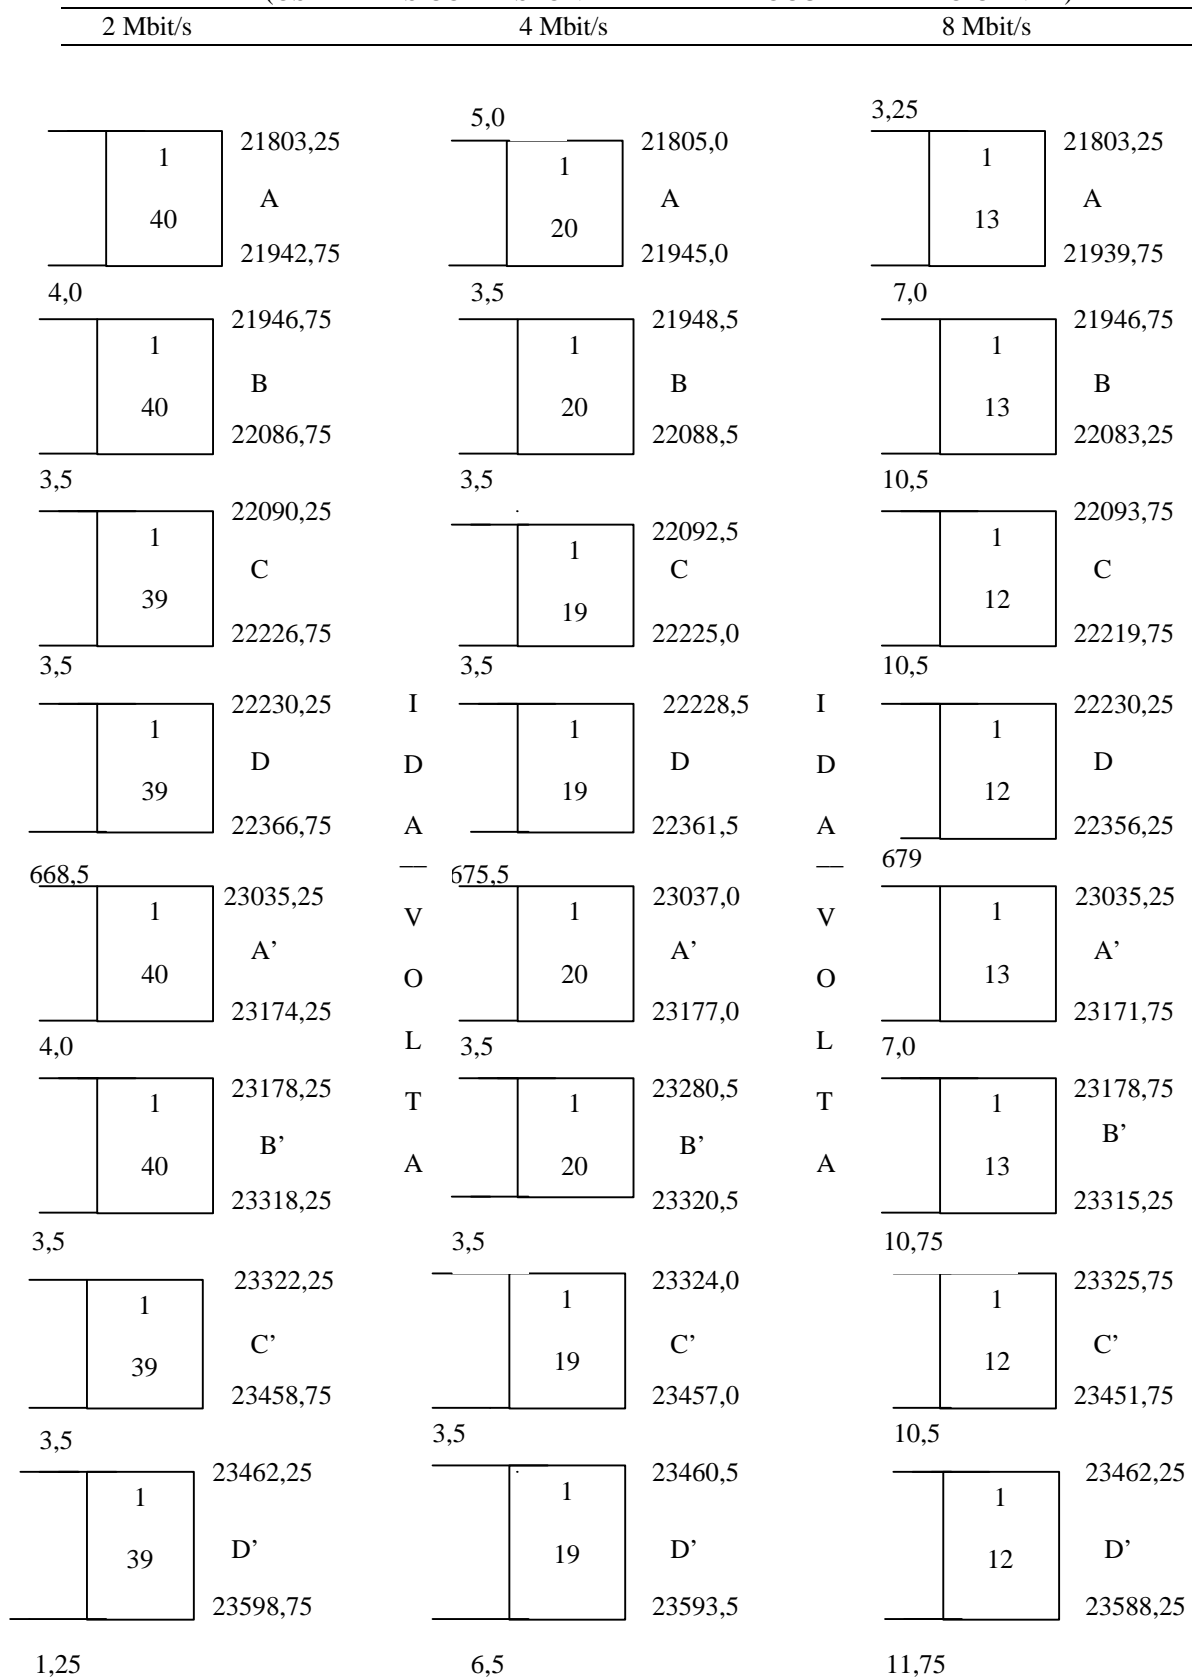 2 Mbit/s 4 Mbit/s 8 Mbit/s
5,0 3,25
21803,25 21805,0 21803,25
1 1 1
A A A
40 20 13
21942,75 21945,0 21939,75
4,0 3,5 7,0
21946,75 21948,5 21946,75
1 1 1
B B B
40 20 13
22086,75 22088,5 22083,25
3,5 3,5 10,5
22090,25 22092,5 22093,75
1 1 1
C C C
39 19 12
22226,75 22225,0 22219,75
3,5 3,5 10,5
22230,25 I 22228,5 I 22230,25
1 1 1
D D D D D
39 19 12
22366,75 A 22361,5 A 22356,25
668,5 — 675,5 — 679
23035,25 23037,0 23035,25
1 V 1 V 1
A’ A’ A’
40 O 20 O 13
23174,25 23177,0 23171,75
4,0 L 3,5 L 7,0
23178,25 23280,5 23178,75
1 T 1 T 1
B’ B’ B’
40 A 20 A 13
23318,25 23320,5 23315,25
3,5 3,5 10,75
23322,25 23324,0 23325,75
1 1 1
C’ C’ C’
39 19 12
23458,75 23457,0 23451,75
3,5 3,5 10,5
23462,25 23460,5 23462,25
1 1 1
D’ D’ D’
39 19 12
23598,75 23593,5 23588,25
1,25 6,5 11,75